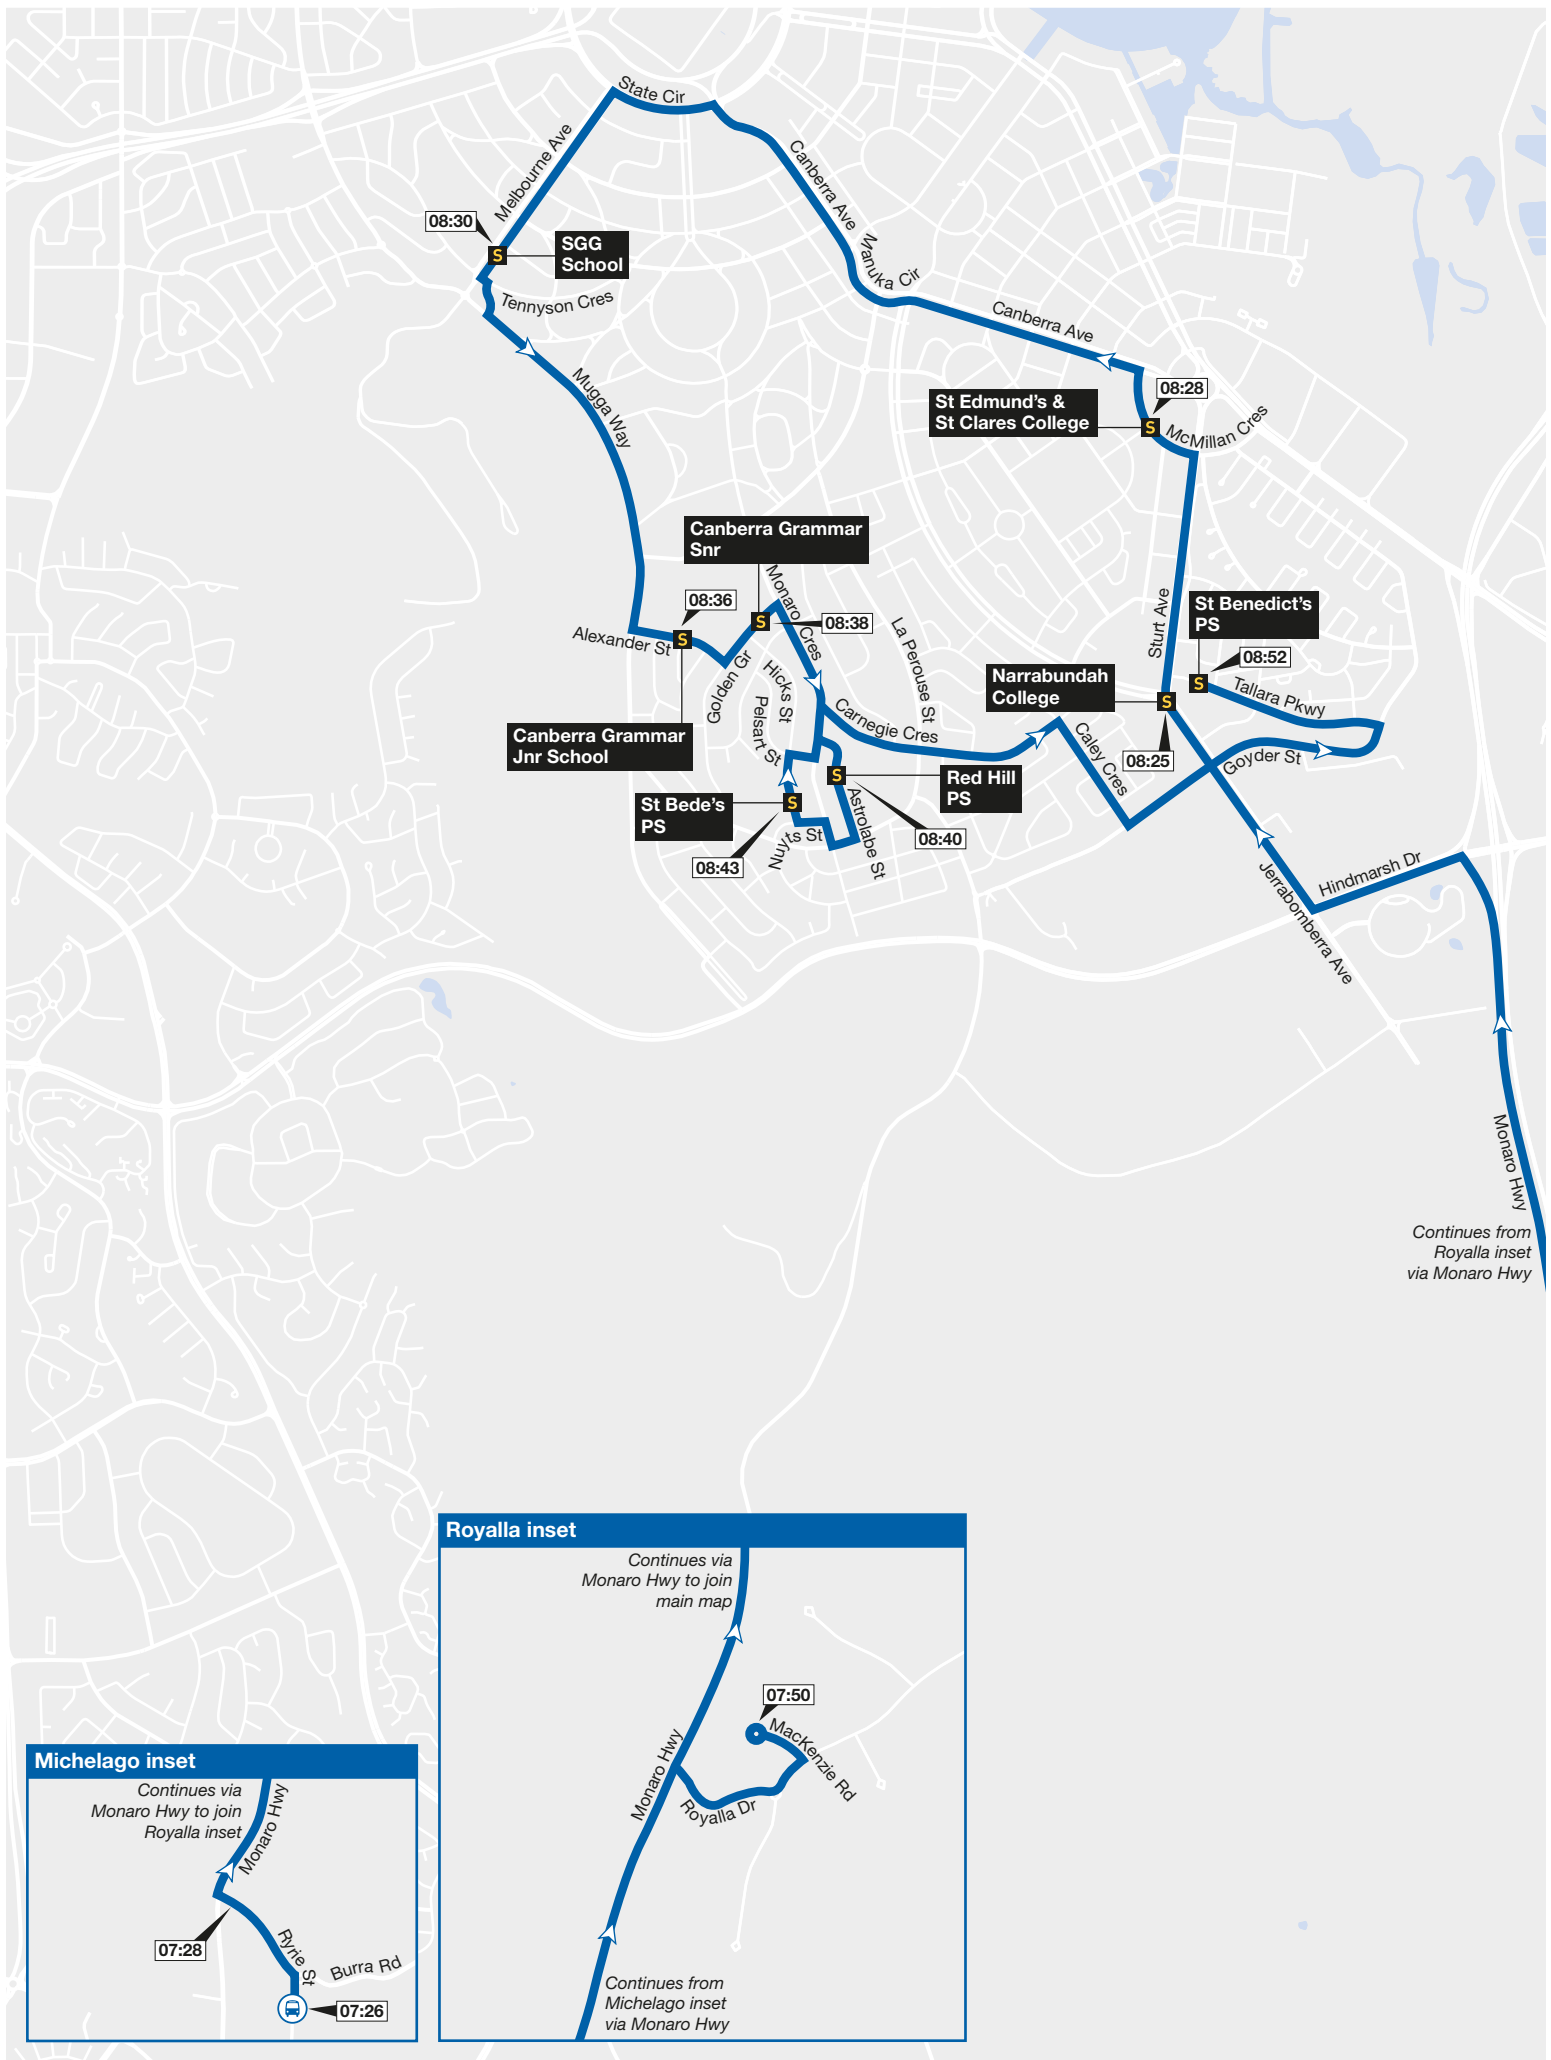 State Cir
Melbourne Ave
Canberra Ave
08:30
SGG
School
Manuka Cir
Tennyson Cres
Canberra Ave
Mugga Way
08:28
St Edmund's &
St Clares College
McMillan Cres
Canberra Grammar
Snr
Monaro Cres
08:36
08:38
Alexander St
Golden Gr
Hicks St
Pelsart St
La Perouse St
Sturt Ave
St Benedict's
PS
08:52
Narrabundah
College
Tallara Pkwy
Carnegie Cres
Canberra Grammar
Jnr School
Caley Cres
08:25
Goyder St
St Bede's
PS
Red Hill
PS
Nuyts St
Astrolabe St
08:40
08:43
Hindmarsh Dr
Jerrabomberra Ave
Monaro Hwy
Continues from
Royalla inset
via Monaro Hwy
Royalla inset
Continues via
Monaro Hwy to join
main map
07:50
MacKenzie Rd
Monaro Hwy
Royalla Dr
Continues from
Michelago inset
via Monaro Hwy
Michelago inset
Continues via
Monaro Hwy to join
Royalla inset
Monaro Hwy
07:28
Ryrie St
Burra Rd
07:26
S
S
S
S
S
S
S
S